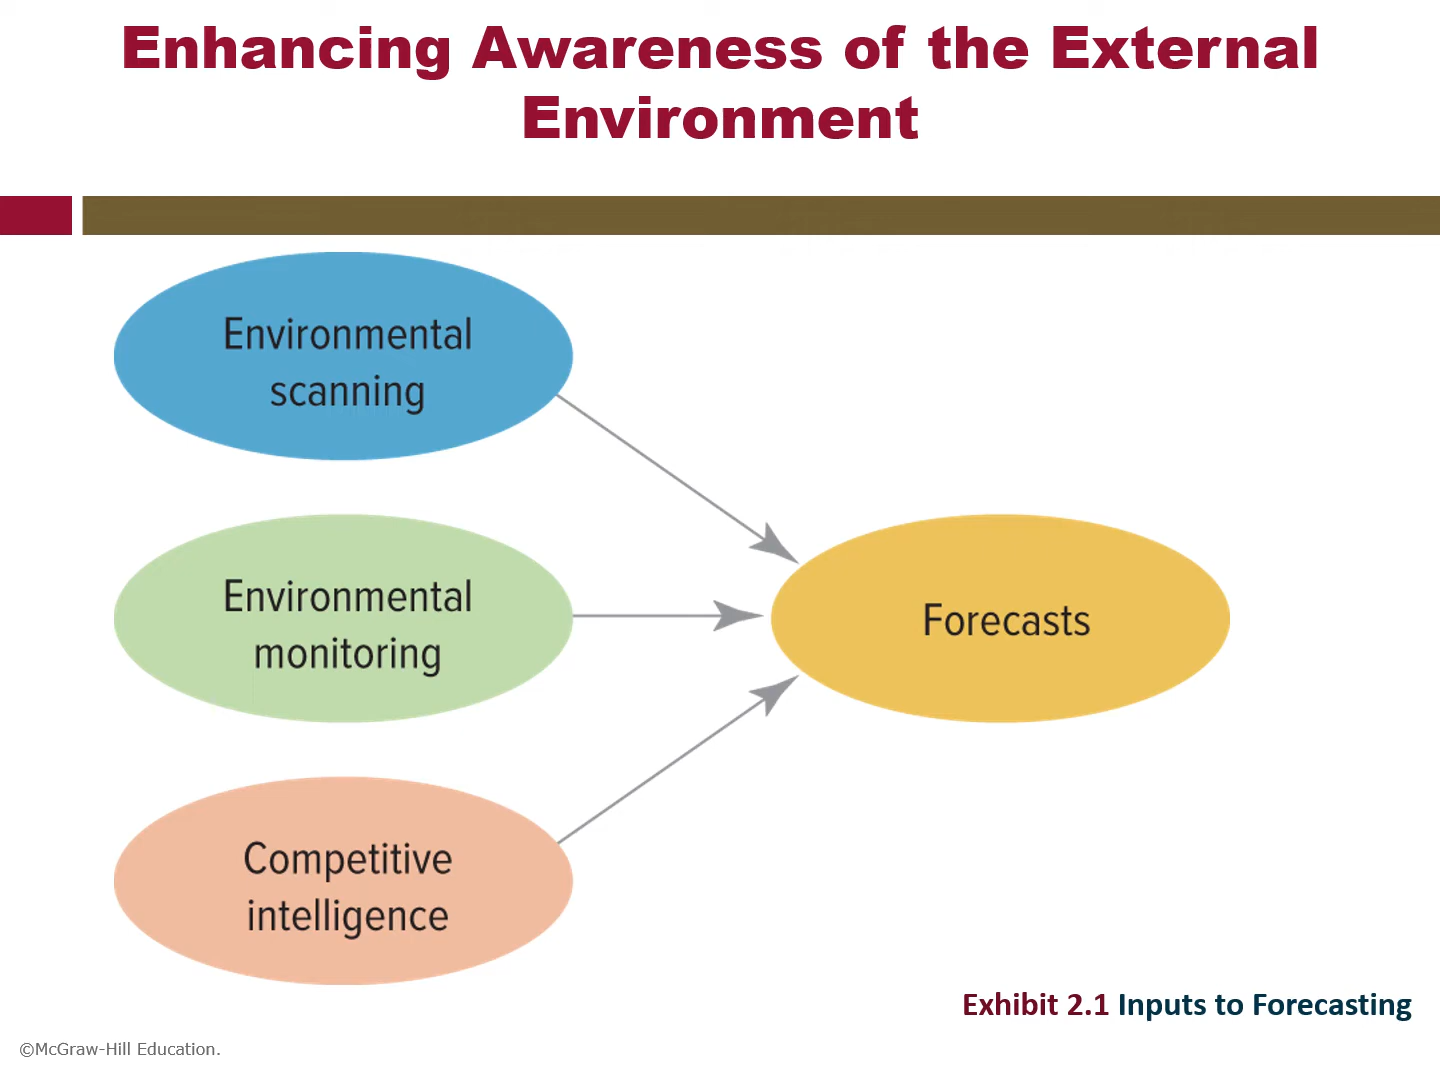 Enhancing Awareness of the External
Environment
Environmental
scanning
Environmental
monitoring
Forecasts
Competitive
intelligence
Exhibit 2.1 Inputs to Forecasting
©McGraw-Hill Education.